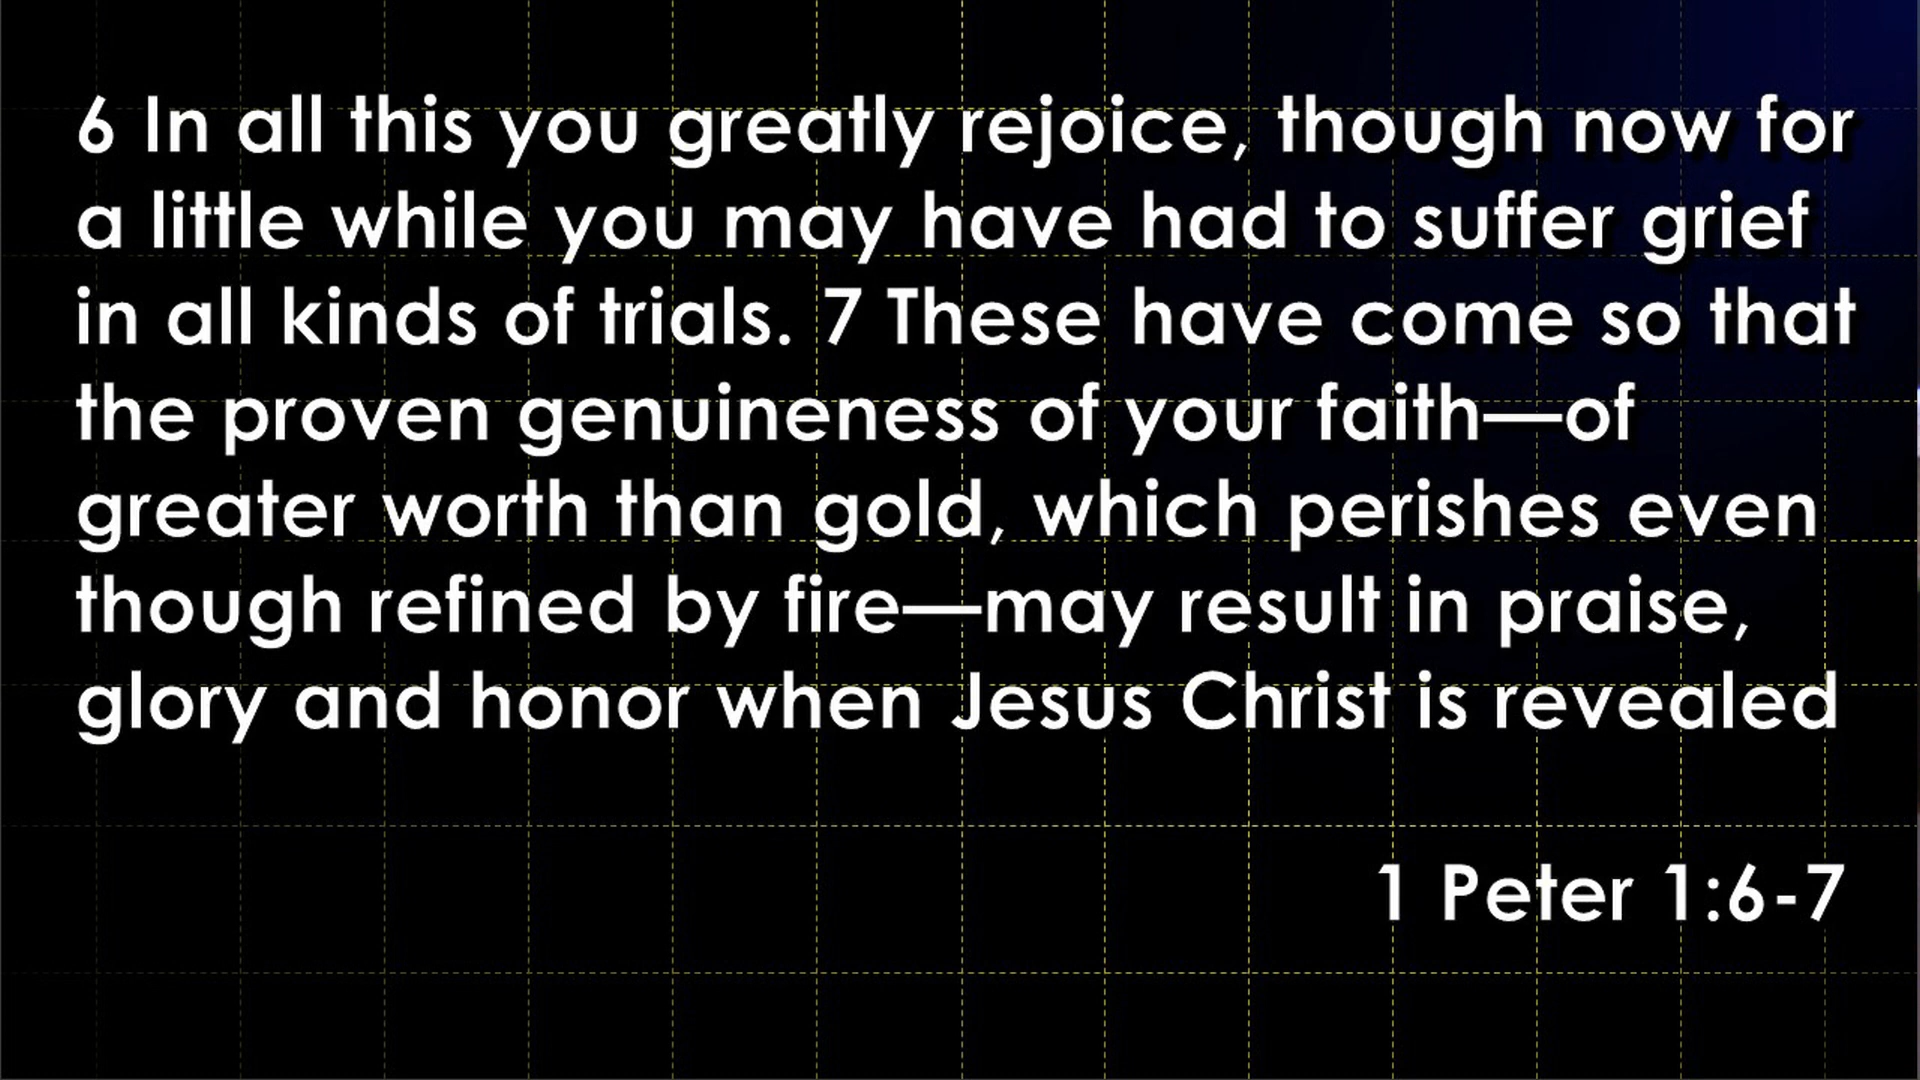 6 In all this you greatly rejoice, though now for
a little while you may have had to suffer grief
in all kinds of trials. 7 These have come so that
the proven genuineness of your faith—of
greater worth than gold, which perishes even
though refined by fire—may result in praise,
glory and honor when Jesus Christ is revealed
1 Peter 1:6-7